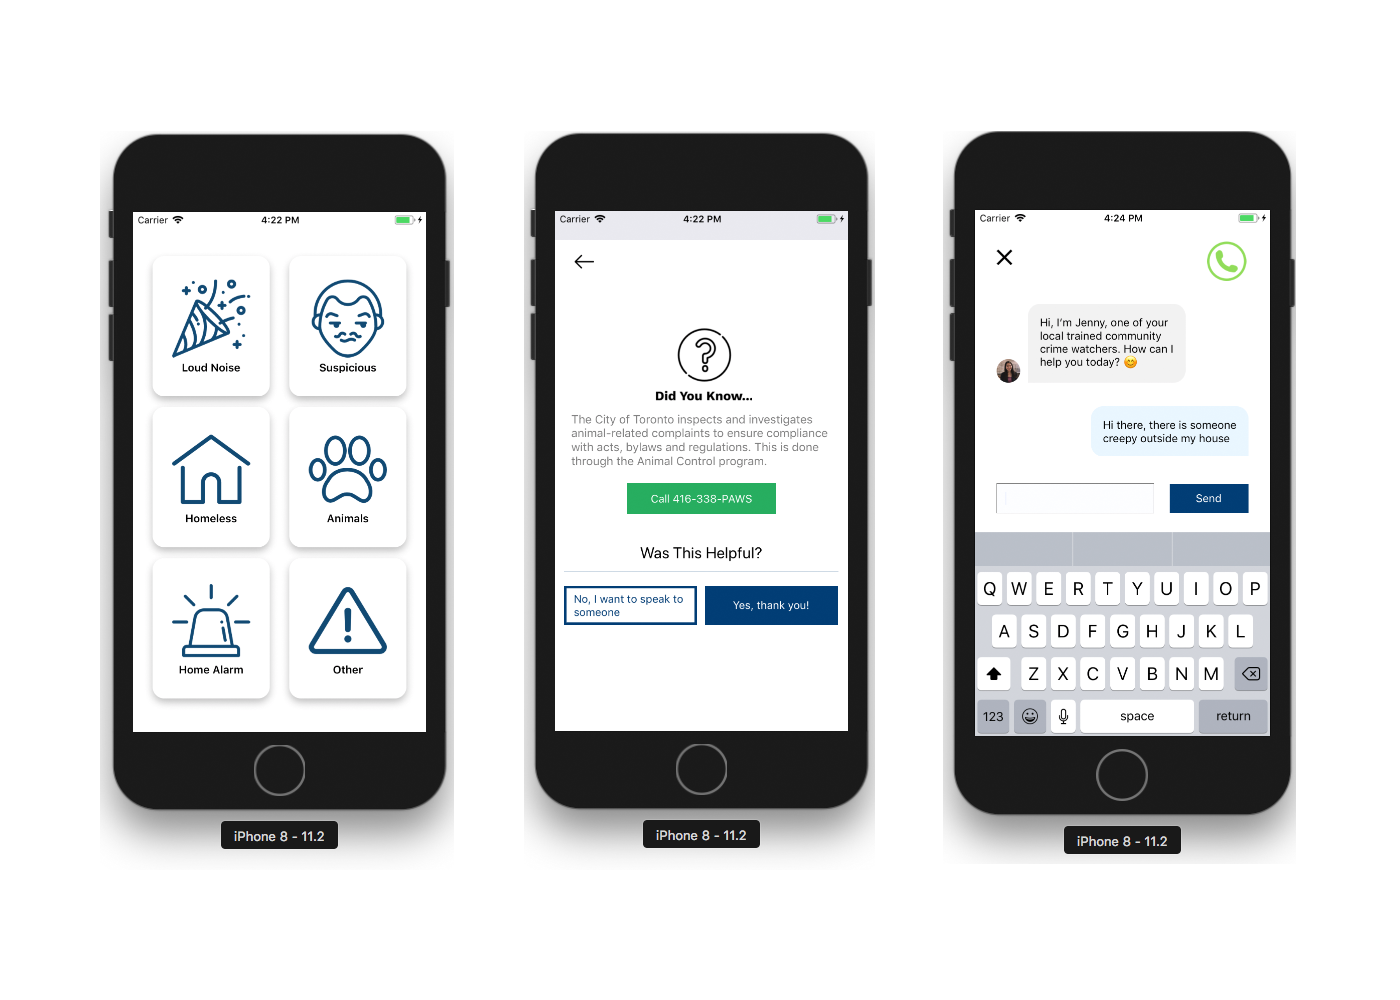 Carrier 4:22 PM
Loud Noise
Suspicious
Homeless
Animals
Home Alarm
Other
iPhone 8 - 11.2
Carrier 4:22 PM
Did You Know...
The City of Toronto inspects and investigates
animal-related complaints to ensure compliance
with acts, bylaws and regulations. This is done
through the Animal Control program.
Call 416-338-PAWS
Was This Helpful?
No, I want to speak to
someone
Yes, thank you!
iPhone 8 - 11.2
Carrier 4:24 PM
Hi, I'm Jenny, one of your
local trained community
crime watchers. How can I
help you today? 😊
Hi there, there is someone
creepy outside my house
Send
Q W E R T Y U I O P
A S D F G H J K L
Z X C V B N M
123 space return
iPhone 8 - 11.2